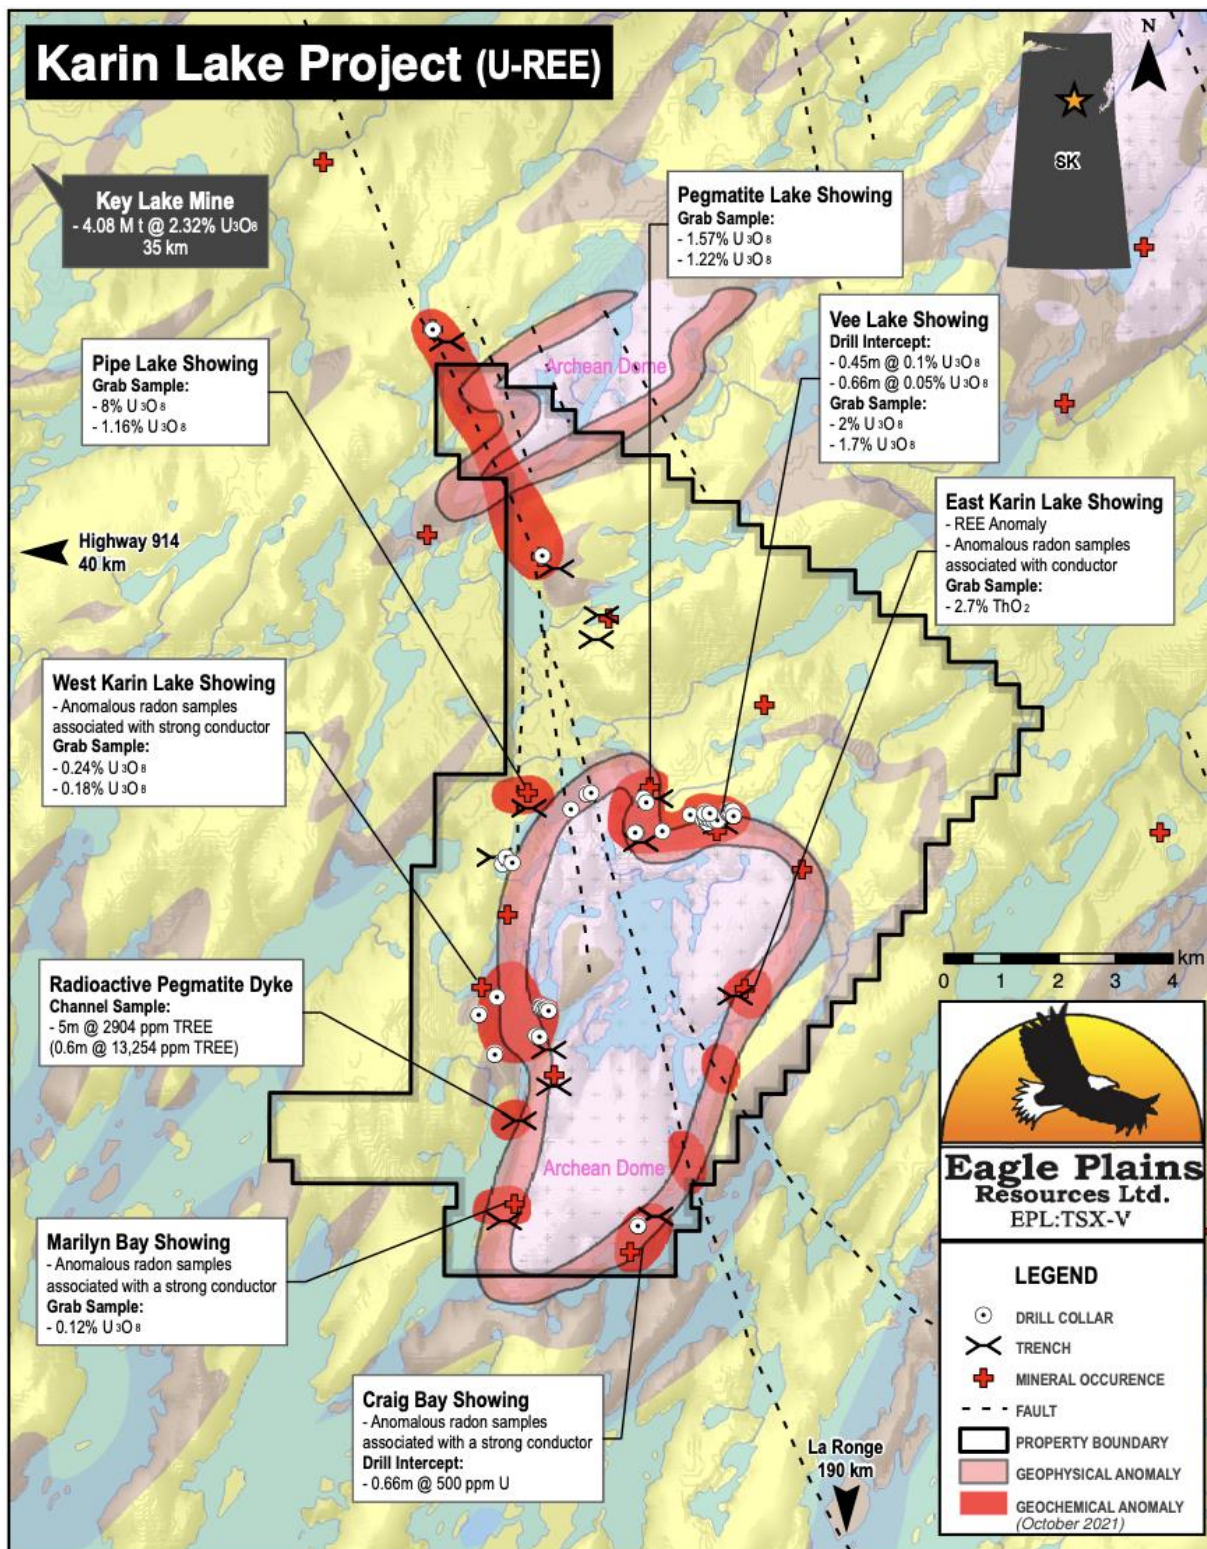 Karin Lake Project (U-REE)
N
SK
Key Lake Mine
- 4.08 M t @ 2.32% U3O8
35 km
Pegmatite Lake Showing
Grab Sample:
- 1.57% U3O8
- 1.22% U3O8
Vee Lake Showing
Drill Intercept:
- 0.45m @ 0.1% U3O8
- 0.66m @ 0.05% U3O8
Grab Sample:
- 2% U3O8
- 1.7% U3O8
Pipe Lake Showing
Grab Sample:
- 8% U3O8
- 1.16% U3O8
Archean Dome
East Karin Lake Showing
- REE Anomaly
- Anomalous radon samples
associated with conductor
Grab Sample:
- 2.7% ThO2
Highway 914
40 km
West Karin Lake Showing
- Anomalous radon samples
associated with strong conductor
Grab Sample:
- 0.24% U3O8
- 0.18% U3O8
Radioactive Pegmatite Dyke
Channel Sample:
- 5m @ 2904 ppm TREE
(0.6m @ 13,254 ppm TREE)
km
0 1 2 3 4
Archean Dome
Marilyn Bay Showing
- Anomalous radon samples
associated with a strong conductor
Grab Sample:
- 0.12% U3O8
Craig Bay Showing
- Anomalous radon samples
associated with a strong conductor
Drill Intercept:
- 0.66m @ 500 ppm U
La Ronge
190 km
Eagle Plains
Resources Ltd.
EPL:TSX-V
LEGEND
DRILL COLLAR
TRENCH
MINERAL OCCURENCE
FAULT
PROPERTY BOUNDARY
GEOPHYSICAL ANOMALY
GEOCHEMICAL ANOMALY
(October 2021)